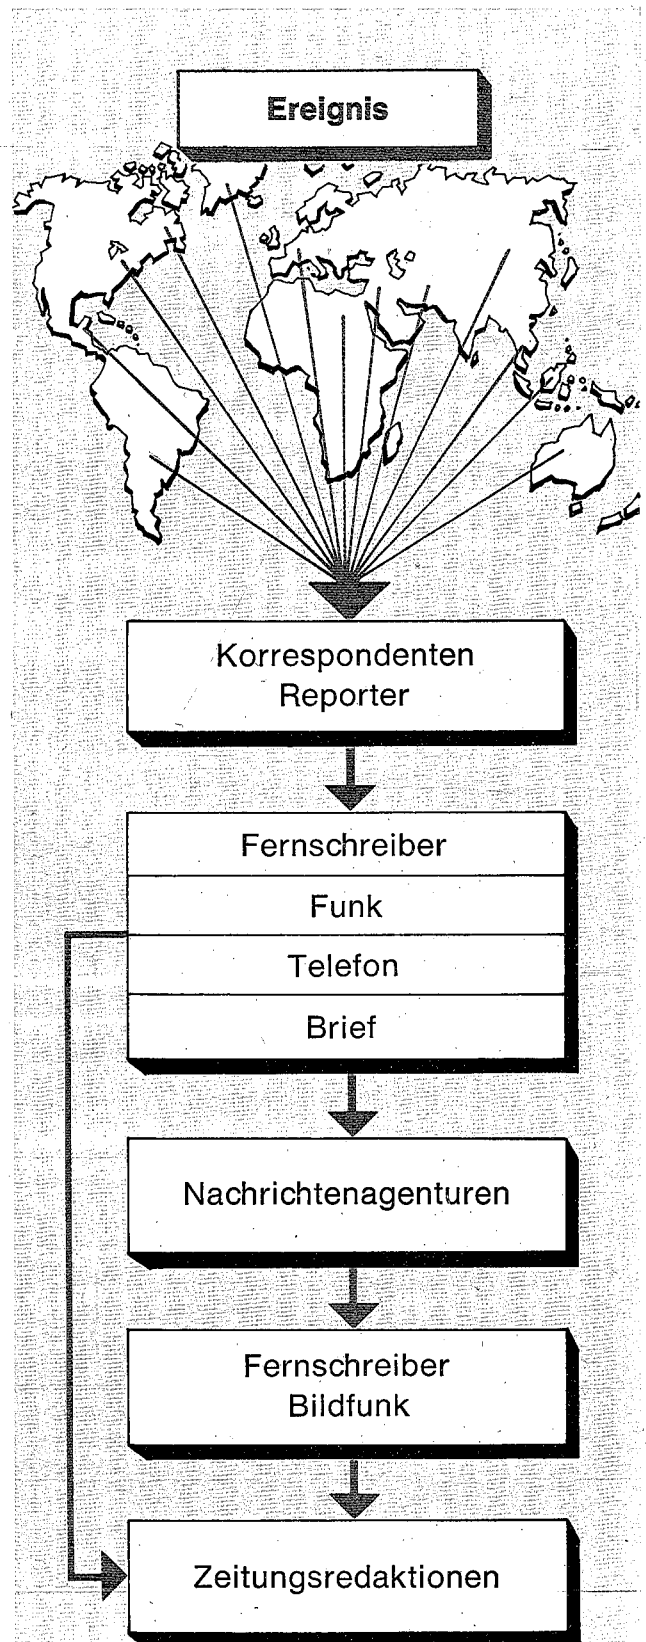 Ereignis
Korrespondenten
Reporter
Fernschreiber
Funk
Telefon
Brief
Nachrichtenagenturen
Fernschreiber
Bildfunk
Zeitungsredaktionen